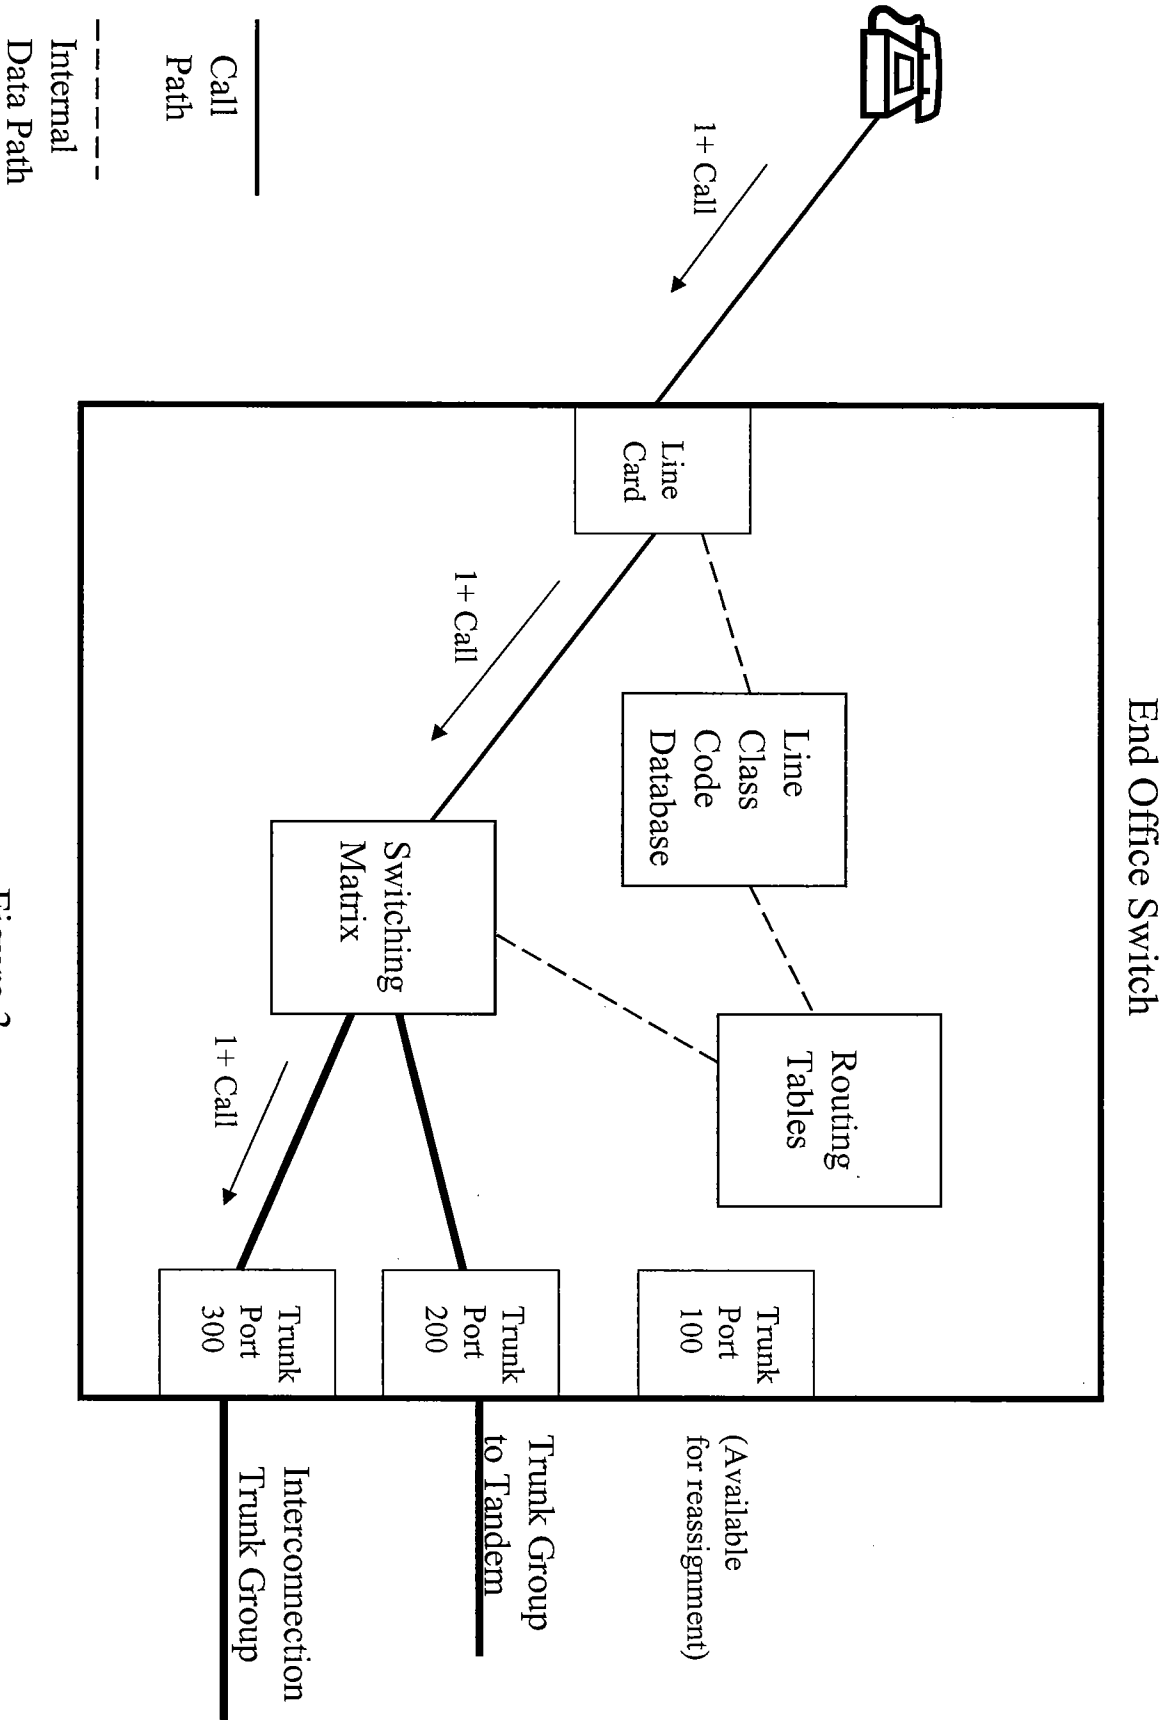 End Office Switch
1+ Call
Line
Card
Line
Class
Code
Database
Routing
Tables
1+ Call
Switching
Matrix
1+ Call
Trunk
Port
100
(Available
for reassignment)
Trunk
Port
200
Trunk Group
to Tandem
Trunk
Port
300
Interconnection
Trunk Group
Call
Path
Internal
Data Path